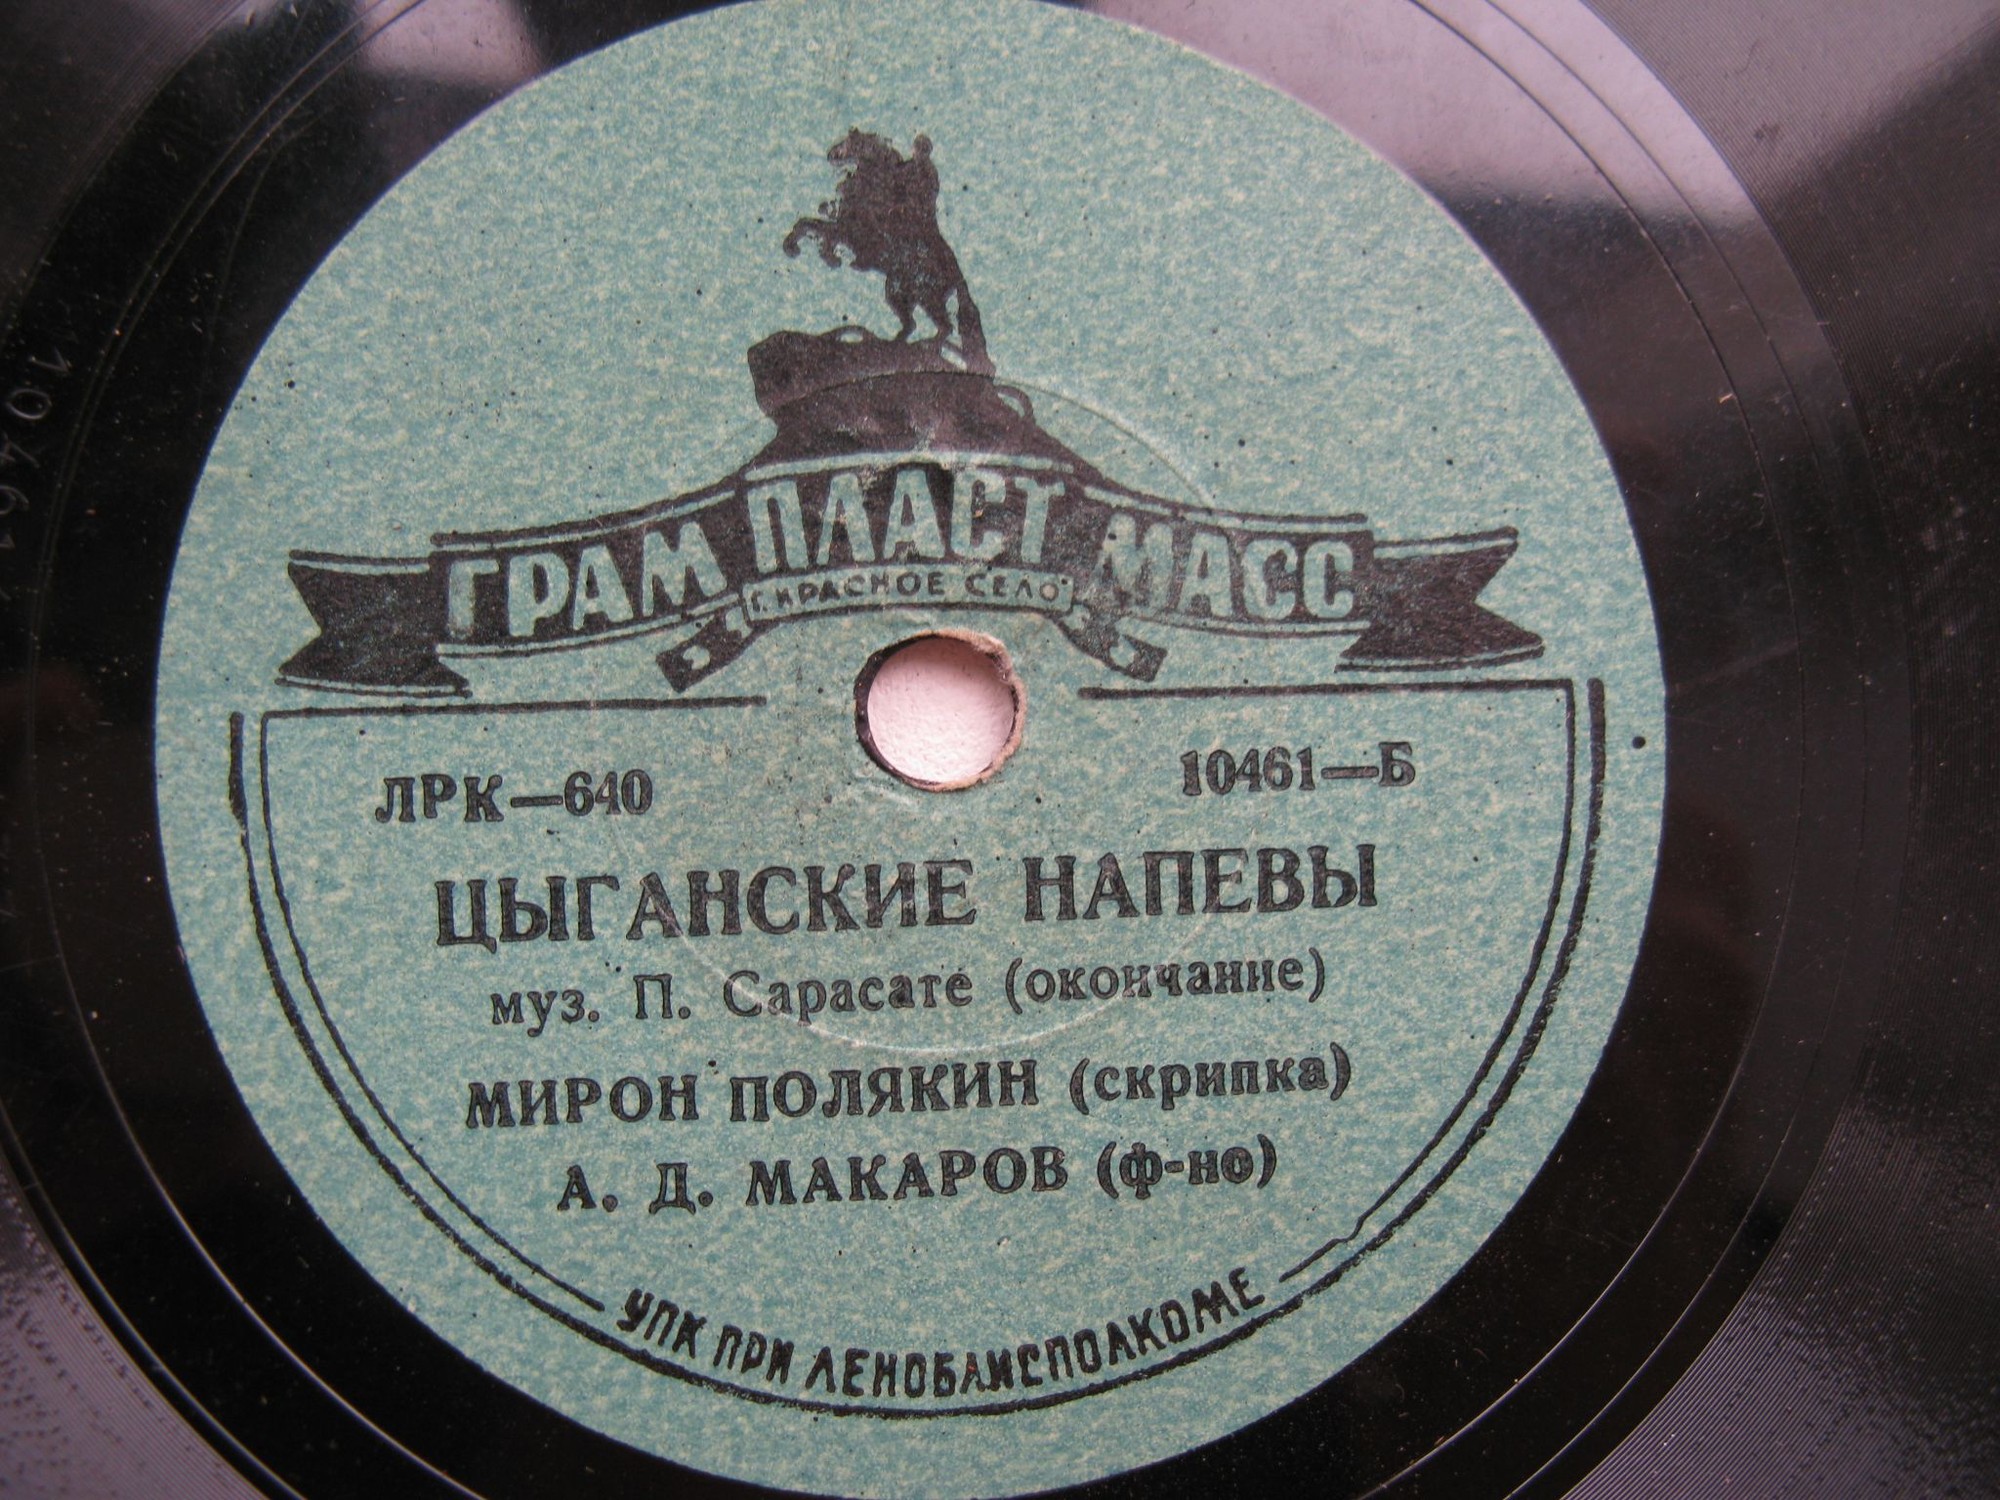 ГРАМ ПЛАСТ МАСС
г. КРАСНОЕ СЕЛО
ЛРК—640 10461—Б
ЦЫГАНСКИЕ НАПЕВЫ
муз. П. Сарасате (окончание)
МИРОН ПОЛЯКИН (скрипка)
А. Д. МАКАРОВ (ф-но)
УПК ПРИ ЛЕНОБЛИСПОЛКОМЕ
10461